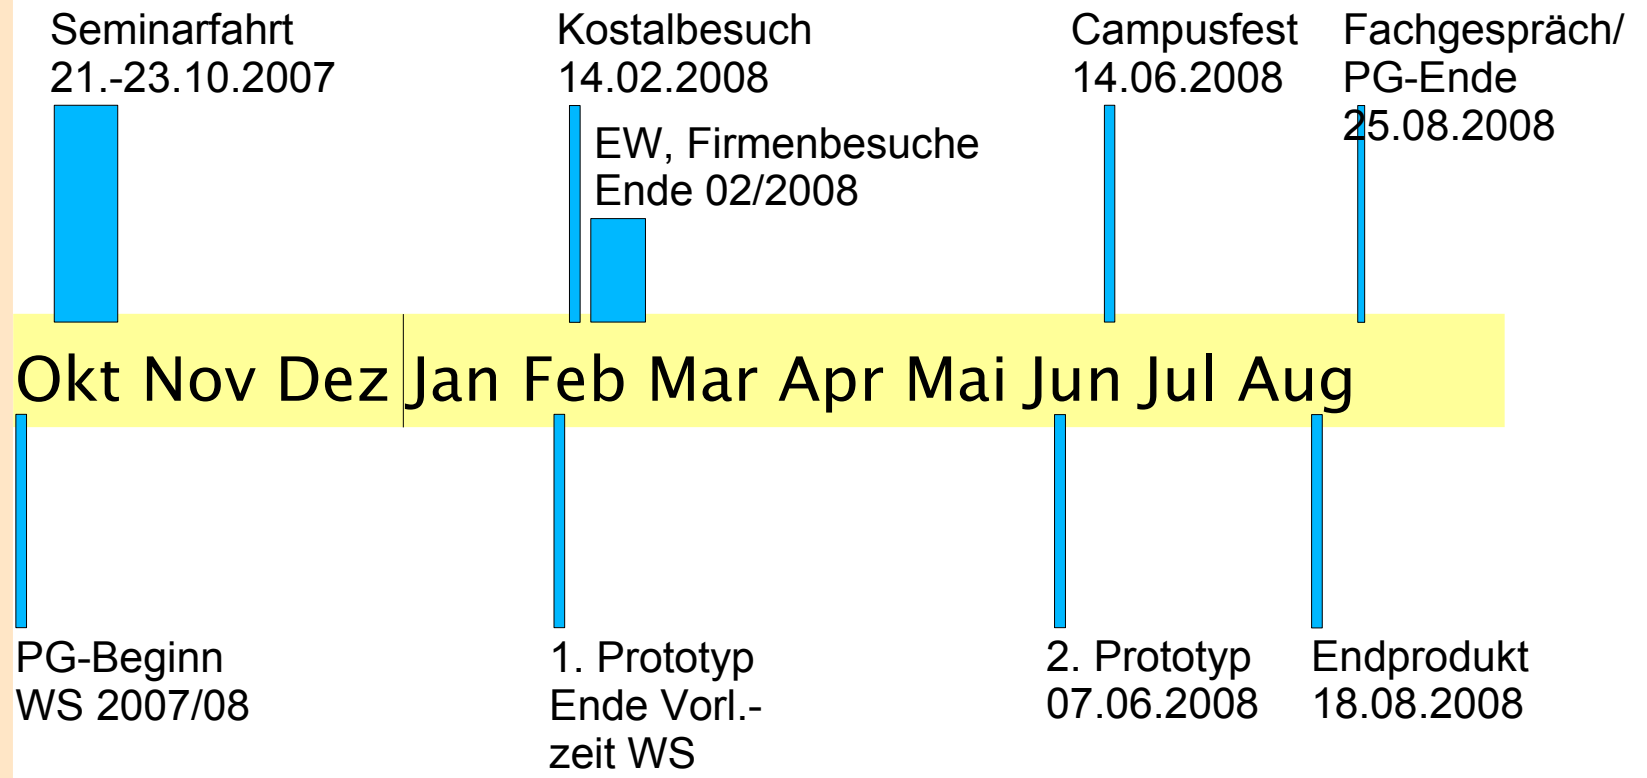 Seminarfahrt
21.-23.10.2007
Kostalbesuch
14.02.2008
EW, Firmenbesuche
Ende 02/2008
Campusfest
14.06.2008
Fachgespräch/
PG-Ende
25.08.2008
Okt Nov Dez Jan Feb Mar Apr Mai Jun Jul Aug
PG-Beginn
WS 2007/08
1. Prototyp
Ende Vorl.-
zeit WS
2. Prototyp
07.06.2008
Endprodukt
18.08.2008